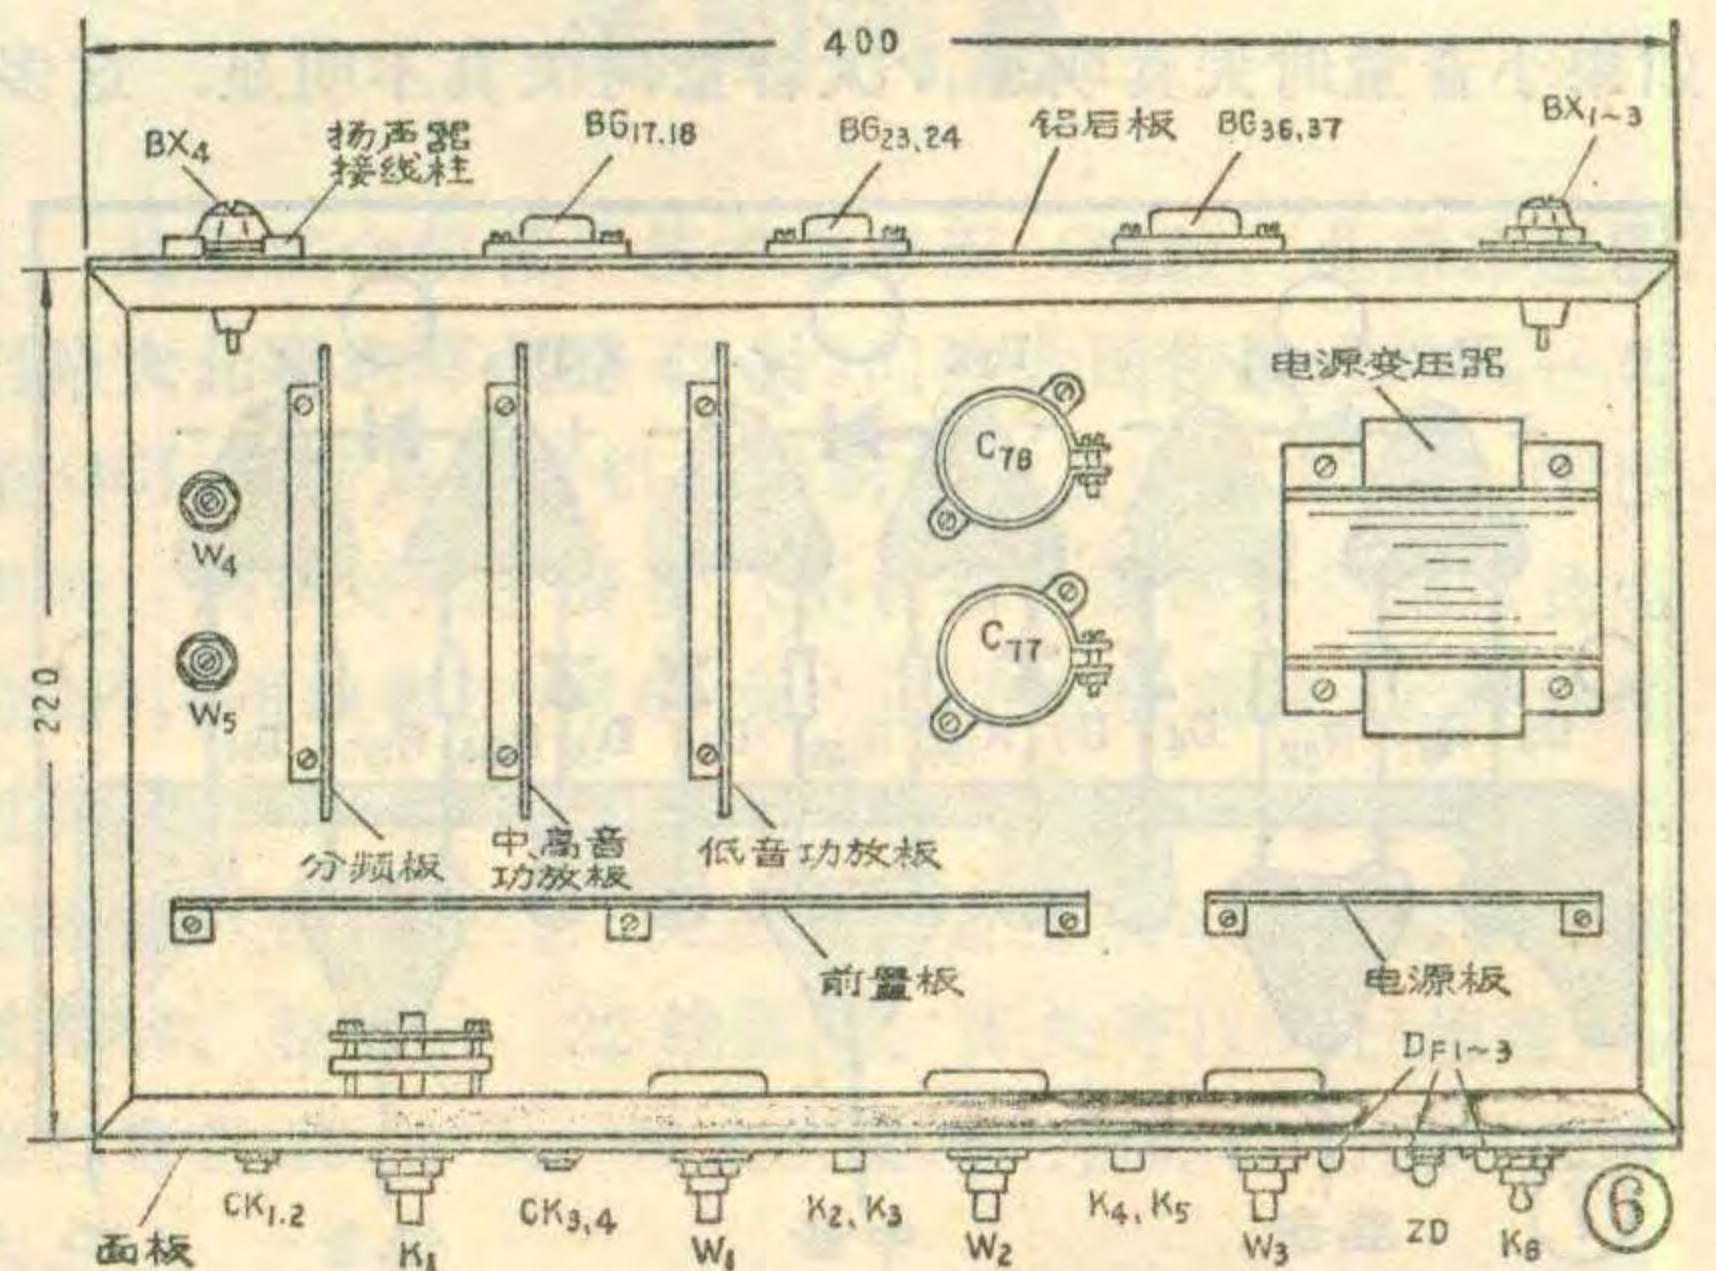 400
BX4
扬声器
接线柱
BG17.18
BG23,24
铝后板
BG36,37
BX1~3
电源变压器
C78
W4
220
C77
W5
分频板
中、高音
功放板
低音功放板
前置板
电源板
DF1~3
面板
CK1.2
K1
CK3,4
W1
K2、K3
W2
K4、K5
W3
ZD
K6
⑥